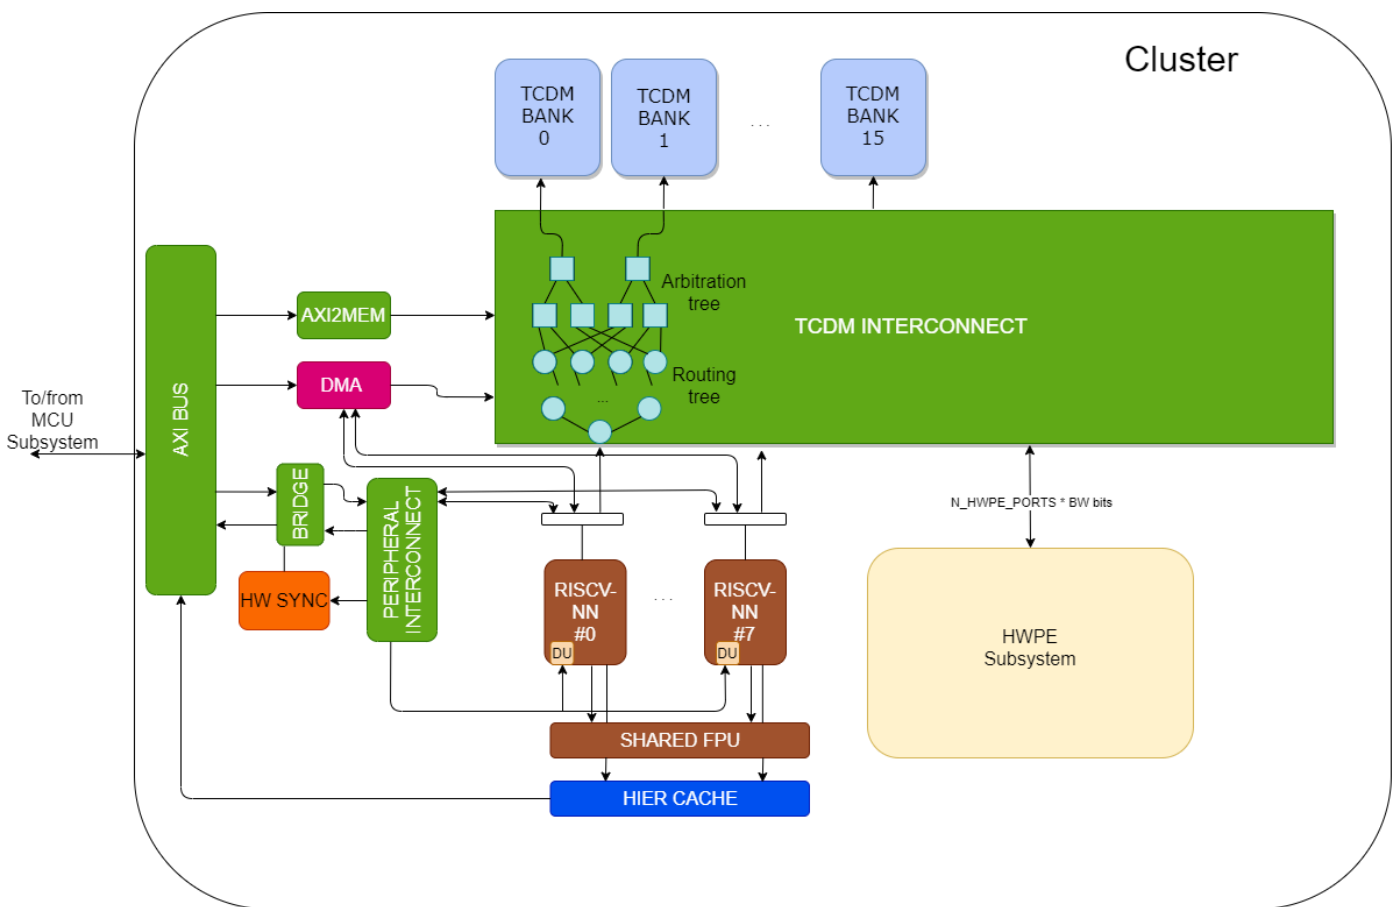 Cluster
TCDM
BANK
0
TCDM
BANK
1
. . .
TCDM
BANK
15
Arbitration
tree
TCDM INTERCONNECT
Routing
tree
...
AXI2MEM
DMA
To/from
MCU
Subsystem
AXI BUS
BRIDGE
PERIPHERAL
INTERCONNECT
HW SYNC
N_HWPE_PORTS * BW bits
RISCV-
NN
#0
DU
. . .
RISCV-
NN
#7
DU
HWPE
Subsystem
SHARED FPU
HIER CACHE